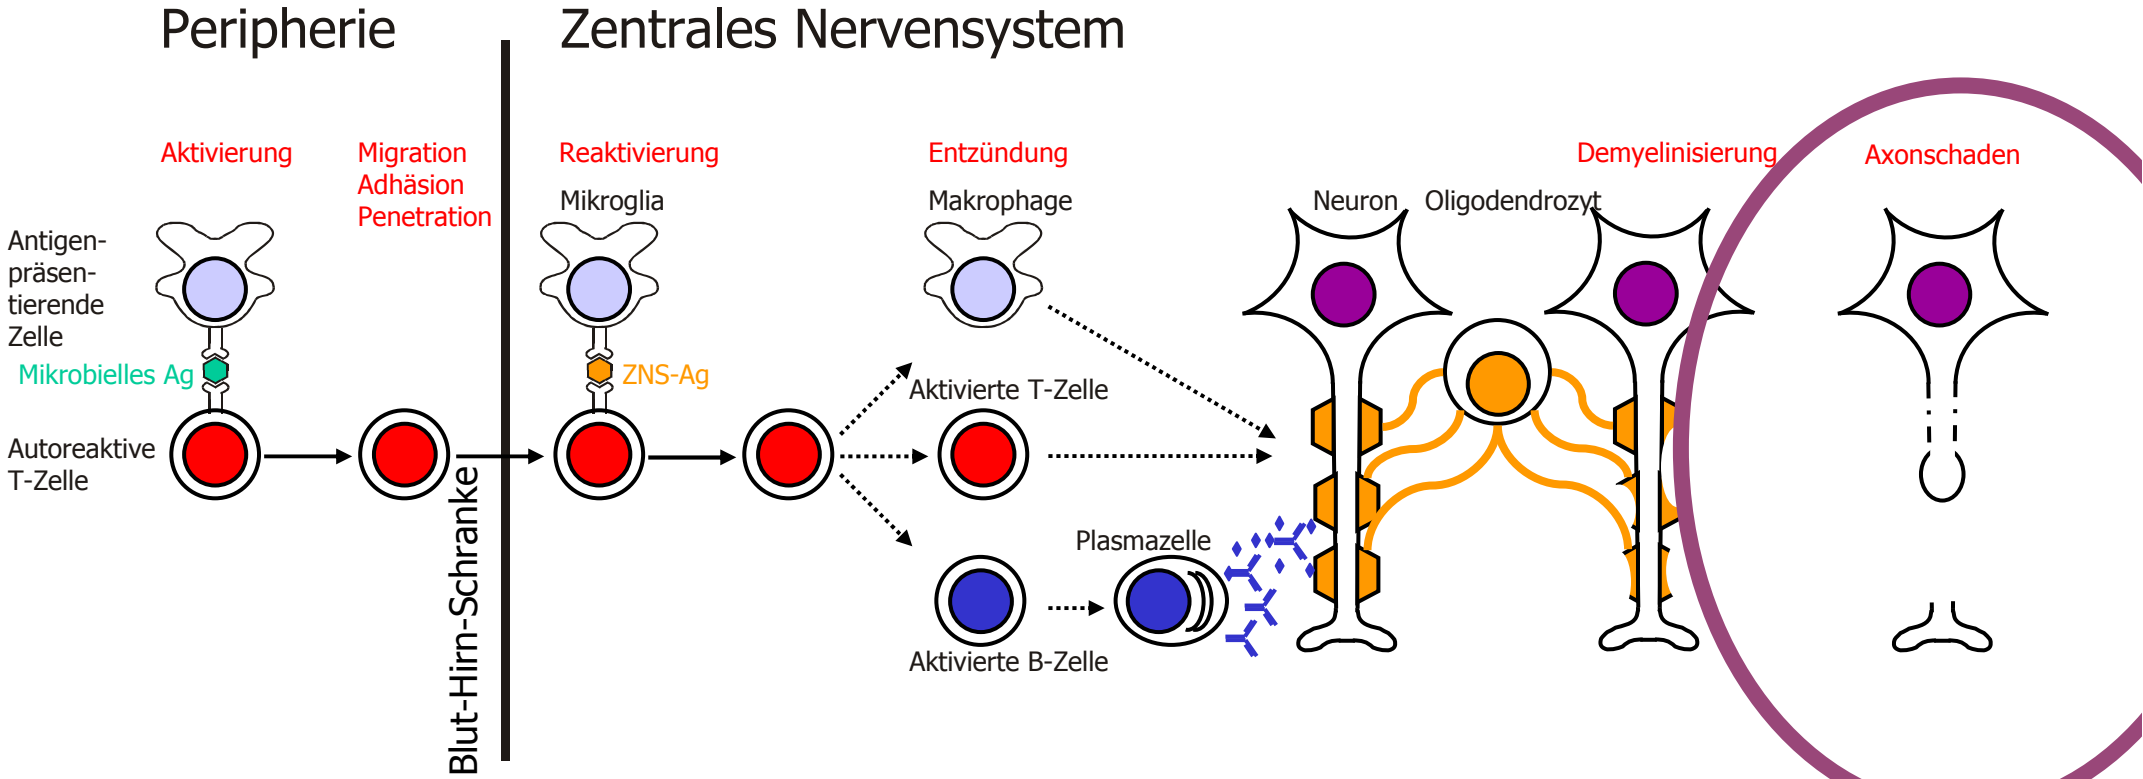 Peripherie
Zentrales Nervensystem
Aktivierung
Migration
Adhäsion
Penetration
Reaktivierung
Mikroglia
Entzündung
Makrophage
Demyelinisierung
Axonschaden
Neuron
Oligodendrozyt
Antigen-
präsen-
tierende
Zelle
Mikrobielles Ag
ZNS-Ag
Aktivierte T-Zelle
Autoreaktive
T-Zelle
Blut-Hirn-Schranke
Plasmazelle
Aktivierte B-Zelle